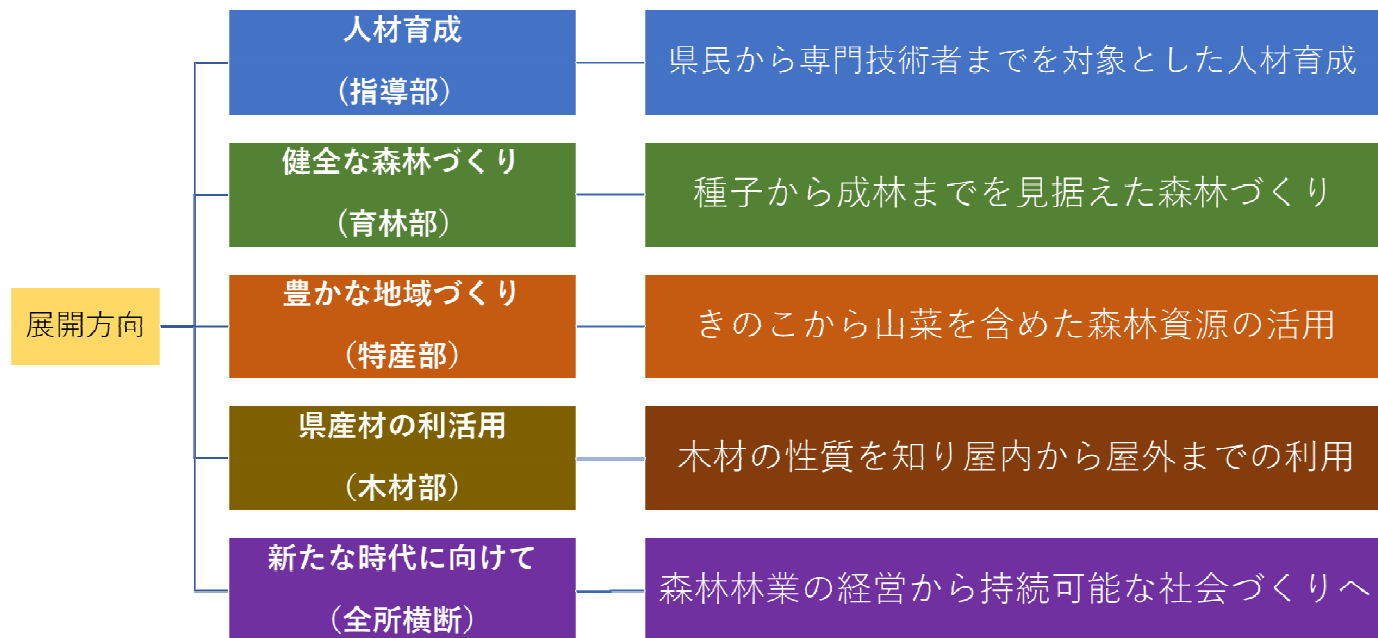 展開方向
人材育成
（指導部）
県民から専門技術者までを対象とした人材育成
健全な森林づくり
（育林部）
種子から成林までを見据えた森林づくり
豊かな地域づくり
（特産部）
きのこから山菜を含めた森林資源の活用
県産材の利活用
（木材部）
木材の性質を知り屋内から屋外までの利用
新たな時代に向けて
（全所横断）
森林林業の経営から持続可能な社会づくりへ